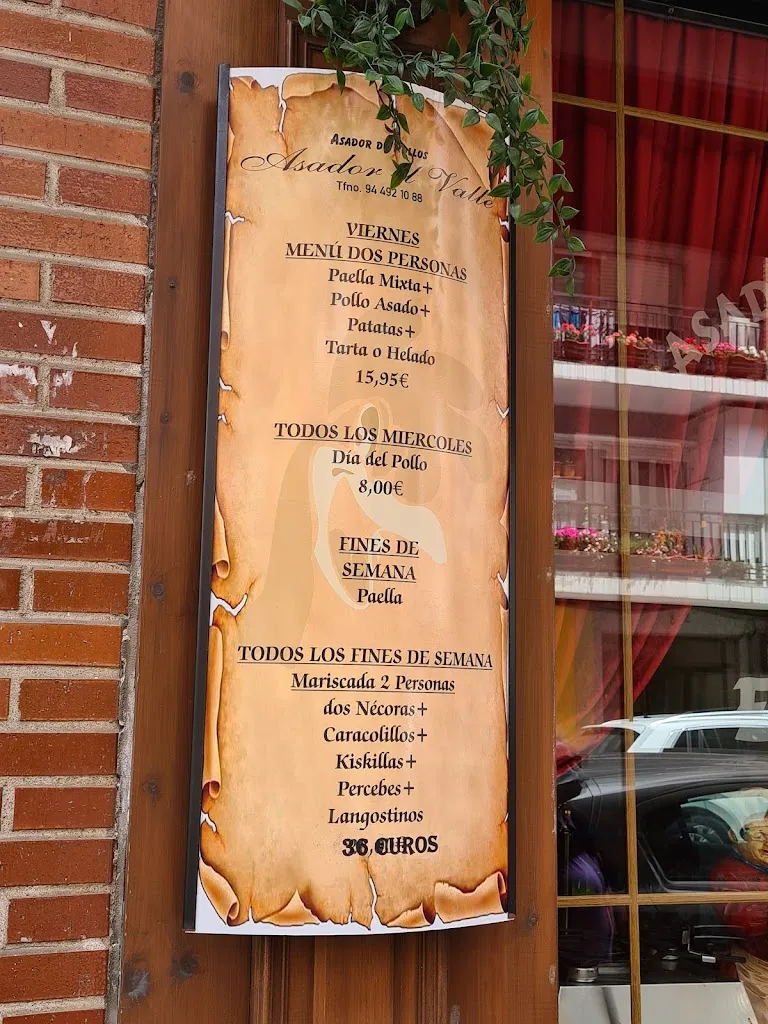 ASADOR DE POLLOS
Asador el Valle
Tfno. 94 492 10 88
VIERNES
MENÚ DOS PERSONAS
Paella Mixta+
Pollo Asado+
Patatas+
Tarta o Helado
15,95€
TODOS LOS MIERCOLES
Día del Pollo
8,00€
FINES DE
SEMANA
Paella
TODOS LOS FINES DE SEMANA
Mariscada 2 Personas
dos Nécoras+
Caracolillos+
Kiskillas+
Percebes+
Langostinos
36 EUROS
ASAD